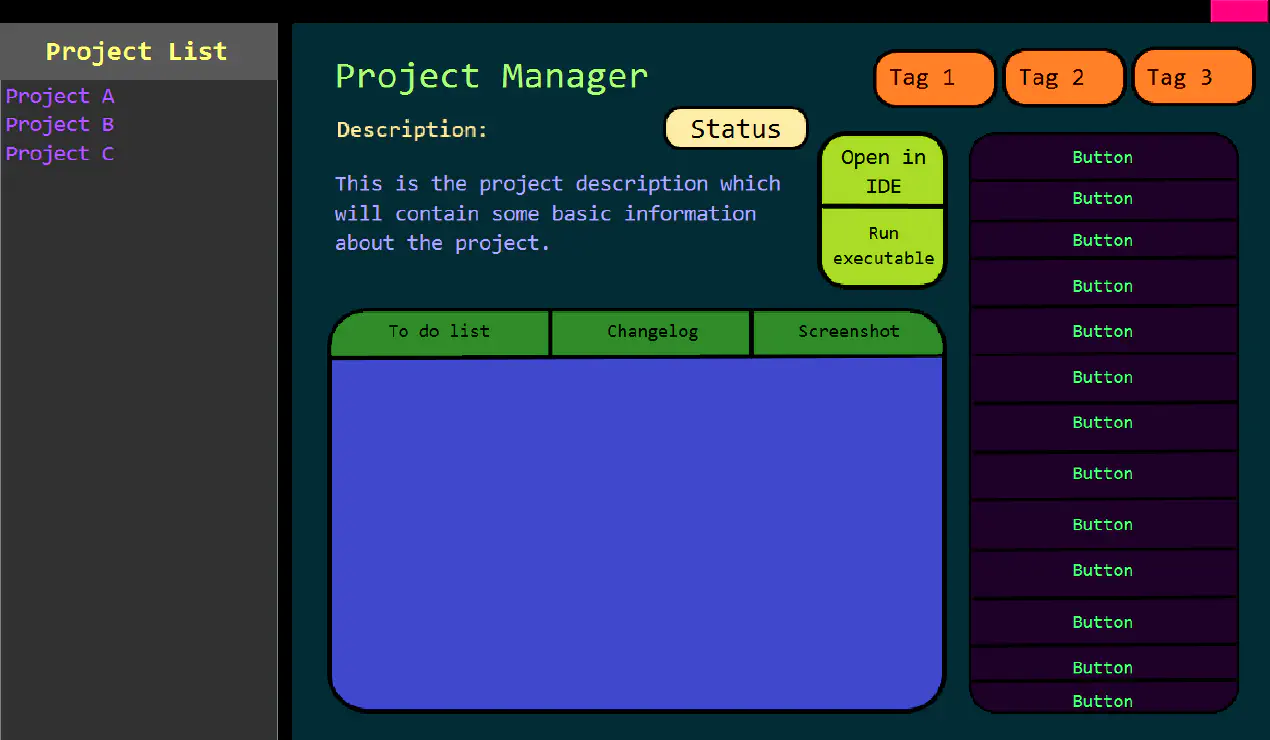 Project List
Project A
Project B
Project C
Project Manager
Tag 1
Tag 2
Tag 3
Description:
Status
This is the project description which
will contain some basic information
about the project.
Open in
IDE
Run
executable
To do list
Changelog
Screenshot
Button
Button
Button
Button
Button
Button
Button
Button
Button
Button
Button
Button
Button